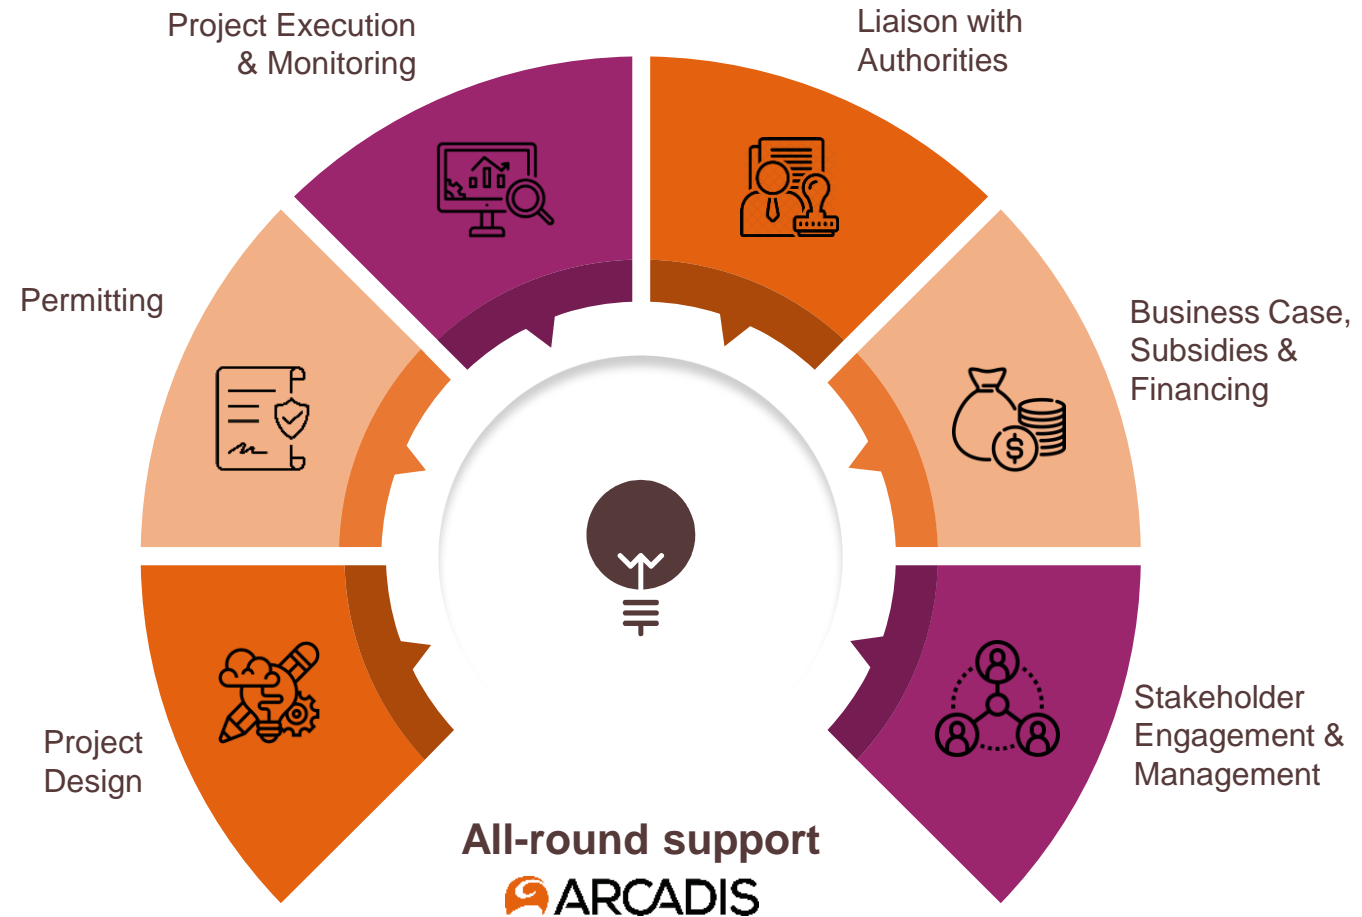 Project Execution
& Monitoring
Liaison with
Authorities
Permitting
Business Case,
Subsidies &
Financing
$
Project
Design
Stakeholder
Engagement &
Management
All-round support
ARCADIS